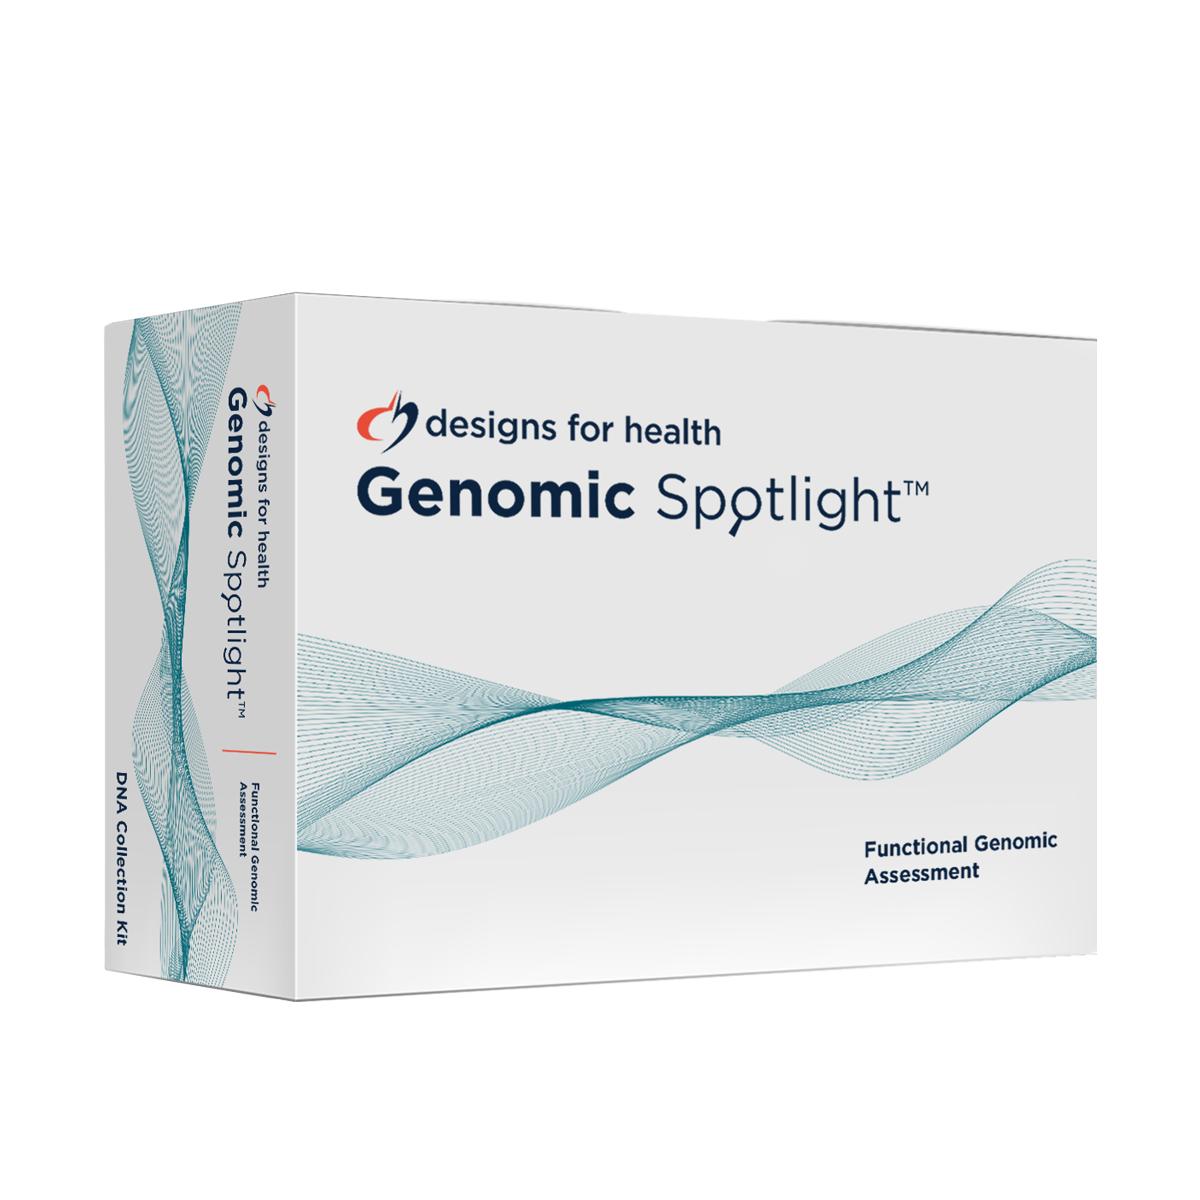 designs for health
Genomic Spotlight™
Functional Genomic
Assessment
designs for health
Genomic Spotlight™
Functional Genomic
Assessment
DNA Collection Kit